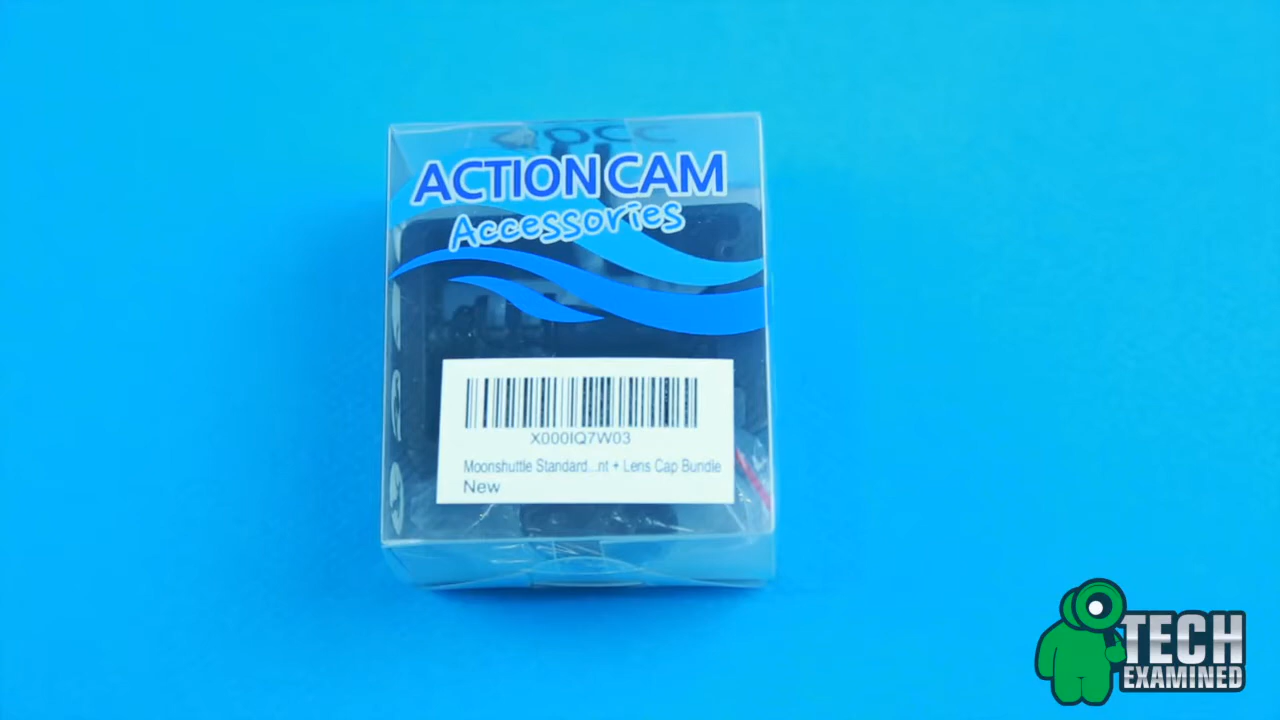 ACTION CAM
Accessories
X000IQ7W03
Moonshuttle Standard...nt + Lens Cap Bundle
New
TECH
EXAMINED